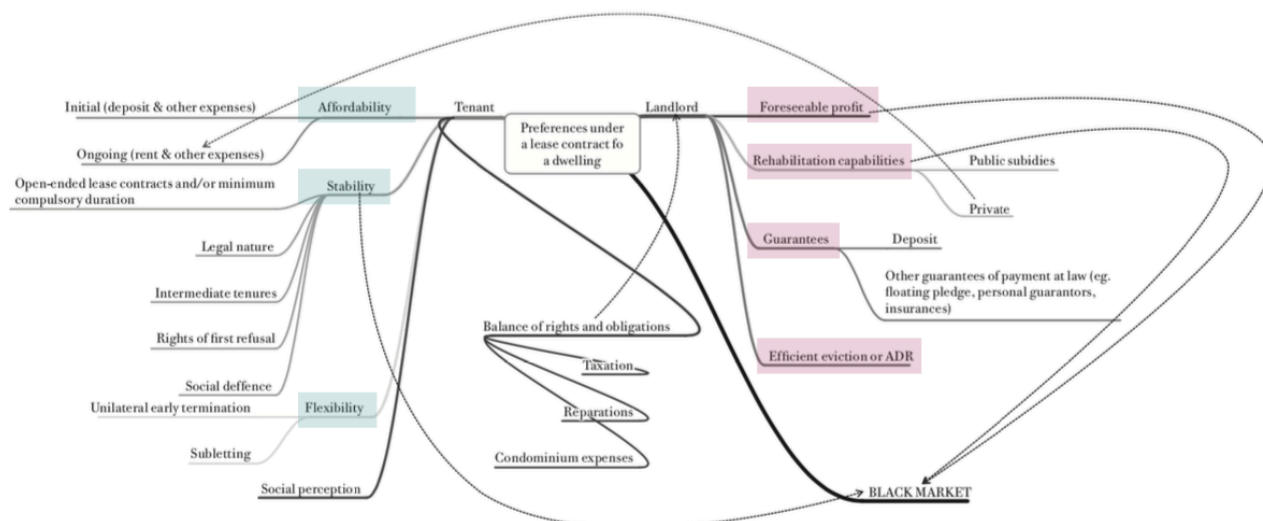 Initial (deposit & other expenses)
Affordability
Tenant
Ongoing (rent & other expenses)
Open-ended lease contracts and/or minimum
compulsory duration
Stability
Legal nature
Intermediate tenures
Rights of first refusal
Social deffence
Unilateral early termination
Flexibility
Subletting
Social perception
Preferences under
a lease contract fo
a dwelling
Balance of rights and obligations
Taxation
Reparations
Condominium expenses
Landlord
Foreseeable profit
Rehabilitation capabilities
Public subidies
Private
Guarantees
Deposit
Other guarantees of payment at law (eg.
floating pledge, personal guarantors,
insurances)
Efficient eviction or ADR
BLACK MARKET